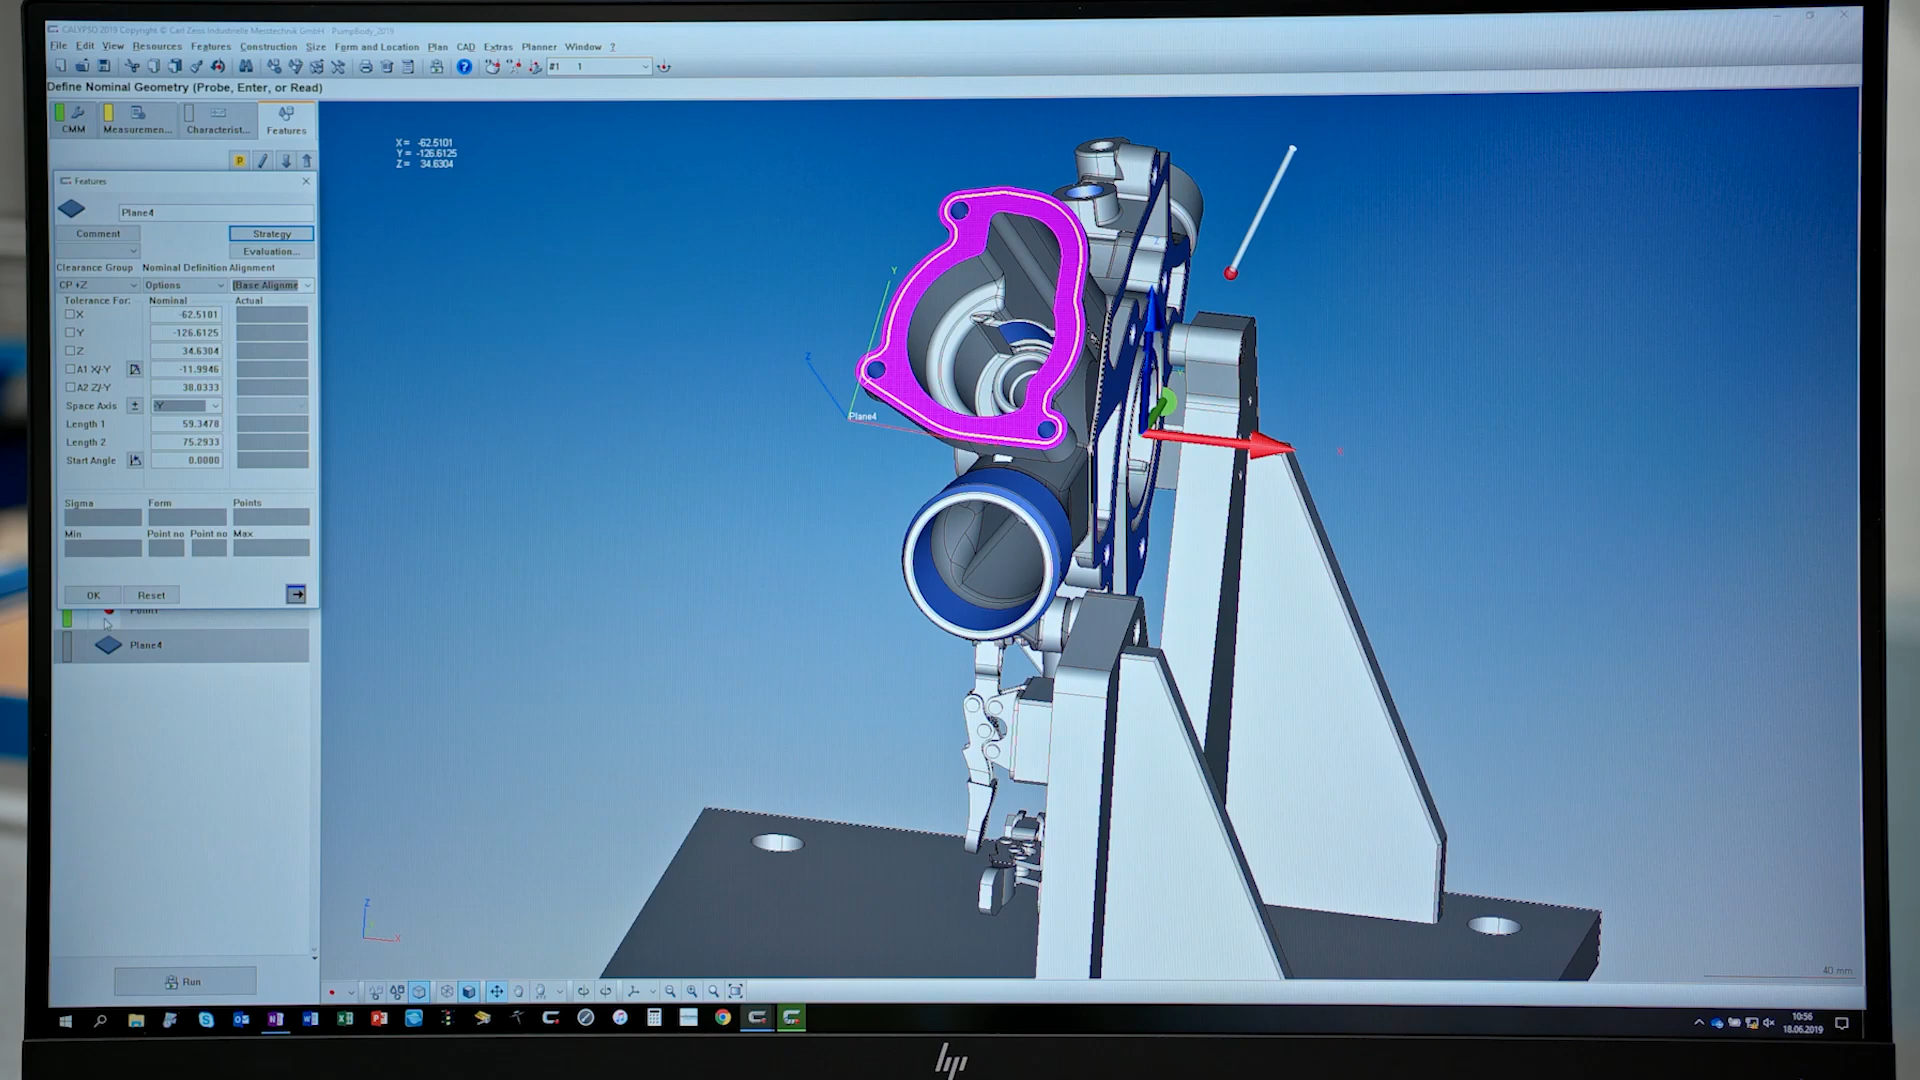 CALYPSO 2019 Copyright © Carl Zeiss Industrielle Messtechnik GmbH - PumpBody_2019
File Edit View Resources Features Construction Size Form and Location Plan CAD Extras Planner Window ?
#1 1
Define Nominal Geometry (Probe, Enter, or Read)
CMM Measuremen... Characterist... Features
P
Features
Plane4
Comment Strategy
Evaluation...
Clearance Group Nominal Definition Alignment
CP +Z Options (Base Alignme
Tolerance For: Nominal Actual
X -62.5101
Y -126.6125
Z 34.6304
A1 X/-Y -11.9946
A2 Z/-Y 38.0333
Space Axis ± -Y
Length 1 59.3478
Length 2 75.2933
Start Angle 0.0000
Sigma Form Points
Min Point no Point no Max
OK Reset
Point1
Plane4
Run
X = -62.5101
Y = -126.6125
Z = 34.6304
Y
Z
Plane4
Z
Y
X
Z
X
40 mm
10:56
18.06.2019
hp